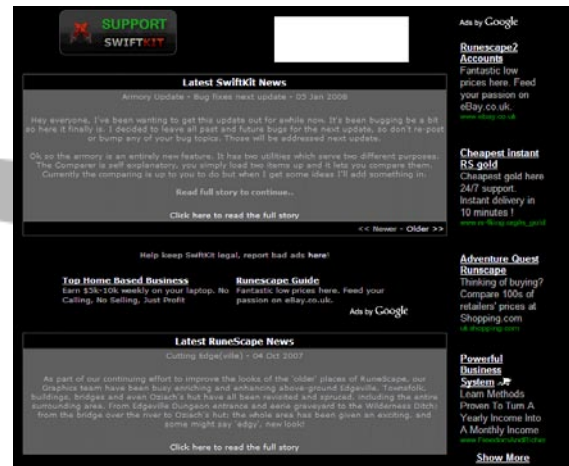 SUPPORT
SWIFTKIT
Latest SwiftKit News
Armory Update - Bug fixes next update - 05 Jan 2008
Hey everyone, I've been wanting to get this update out for awhile now. It's been bugging be a bit
so here it finally is. I decided to leave all past and future bugs for the next update, so don't re-post
or bump any of your bug topics. Those will be addressed next update.
Ok so the armory is an entirely new feature. It has two utilities which serve two different purposes.
The Comparer is self explanatory, you simply load two items up and it lets you compare them.
Currently the comparing is up to you to do but when I get some ideas I'll add something in.
Read full story to continue..
Click here to read the full story
<< Newer - Older >>
Help keep SwiftKit legal, report bad ads here!
Top Home Based Business
Earn $5k-10k weekly on your laptop. No
Calling, No Selling, Just Profit
Runescape Guide
Fantastic low prices here. Feed your
passion on eBay.co.uk.
Ads by Google
Latest RuneScape News
Cutting Edge(ville) - 04 Oct 2007
As part of our continuing effort to improve the looks of the 'older' places of RuneScape, our
Graphics team have been busy enriching and enhancing above-ground Edgeville. Townsfolk,
buildings, bridges and even Oziach's hut have all been revisited and spruced, including the entire
surrounding area. From Edgeville Dungeon entrance and eerie graveyard to the Wilderness Ditch;
from the bridge over the river to Oziach's hut; the whole area has been given an exciting, and
some might say 'edgy', new look!
Click here to read the full story
Ads by Google
Runescape2
Accounts
Fantastic low
prices here. Feed
your passion on
eBay.co.uk.
www.ebay.co.uk
Cheapest instant
RS gold
Cheapest gold here
24/7 support.
Instant delivery in
10 minutes !
Adventure Quest
Runscape
Thinking of buying?
Compare 100s of
retailers' prices at
Shopping.com
uk.shopping.com
Powerful
Business
System
Learn Methods
Proven To Turn A
Yearly Income Into
A Monthly Income
Show More